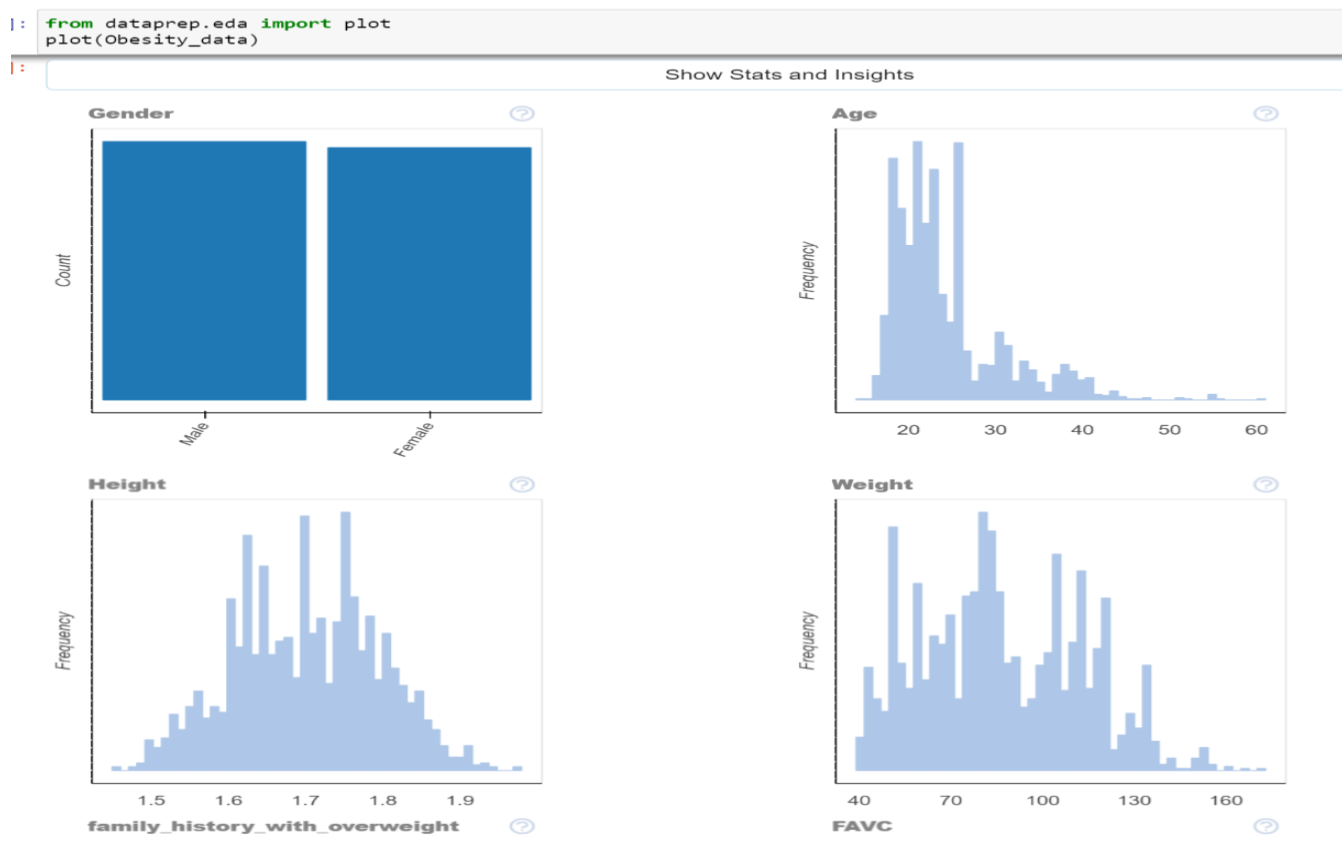 ]: from dataprep.eda import plot
plot(Obesity_data)
]:
Show Stats and Insights
Gender ?
Count
Male
Female
Age ?
Frequency
20 30 40 50 60
Height ?
Frequency
1.5 1.6 1.7 1.8 1.9
Weight ?
Frequency
40 70 100 130 160
family_history_with_overweight ?
FAVC ?